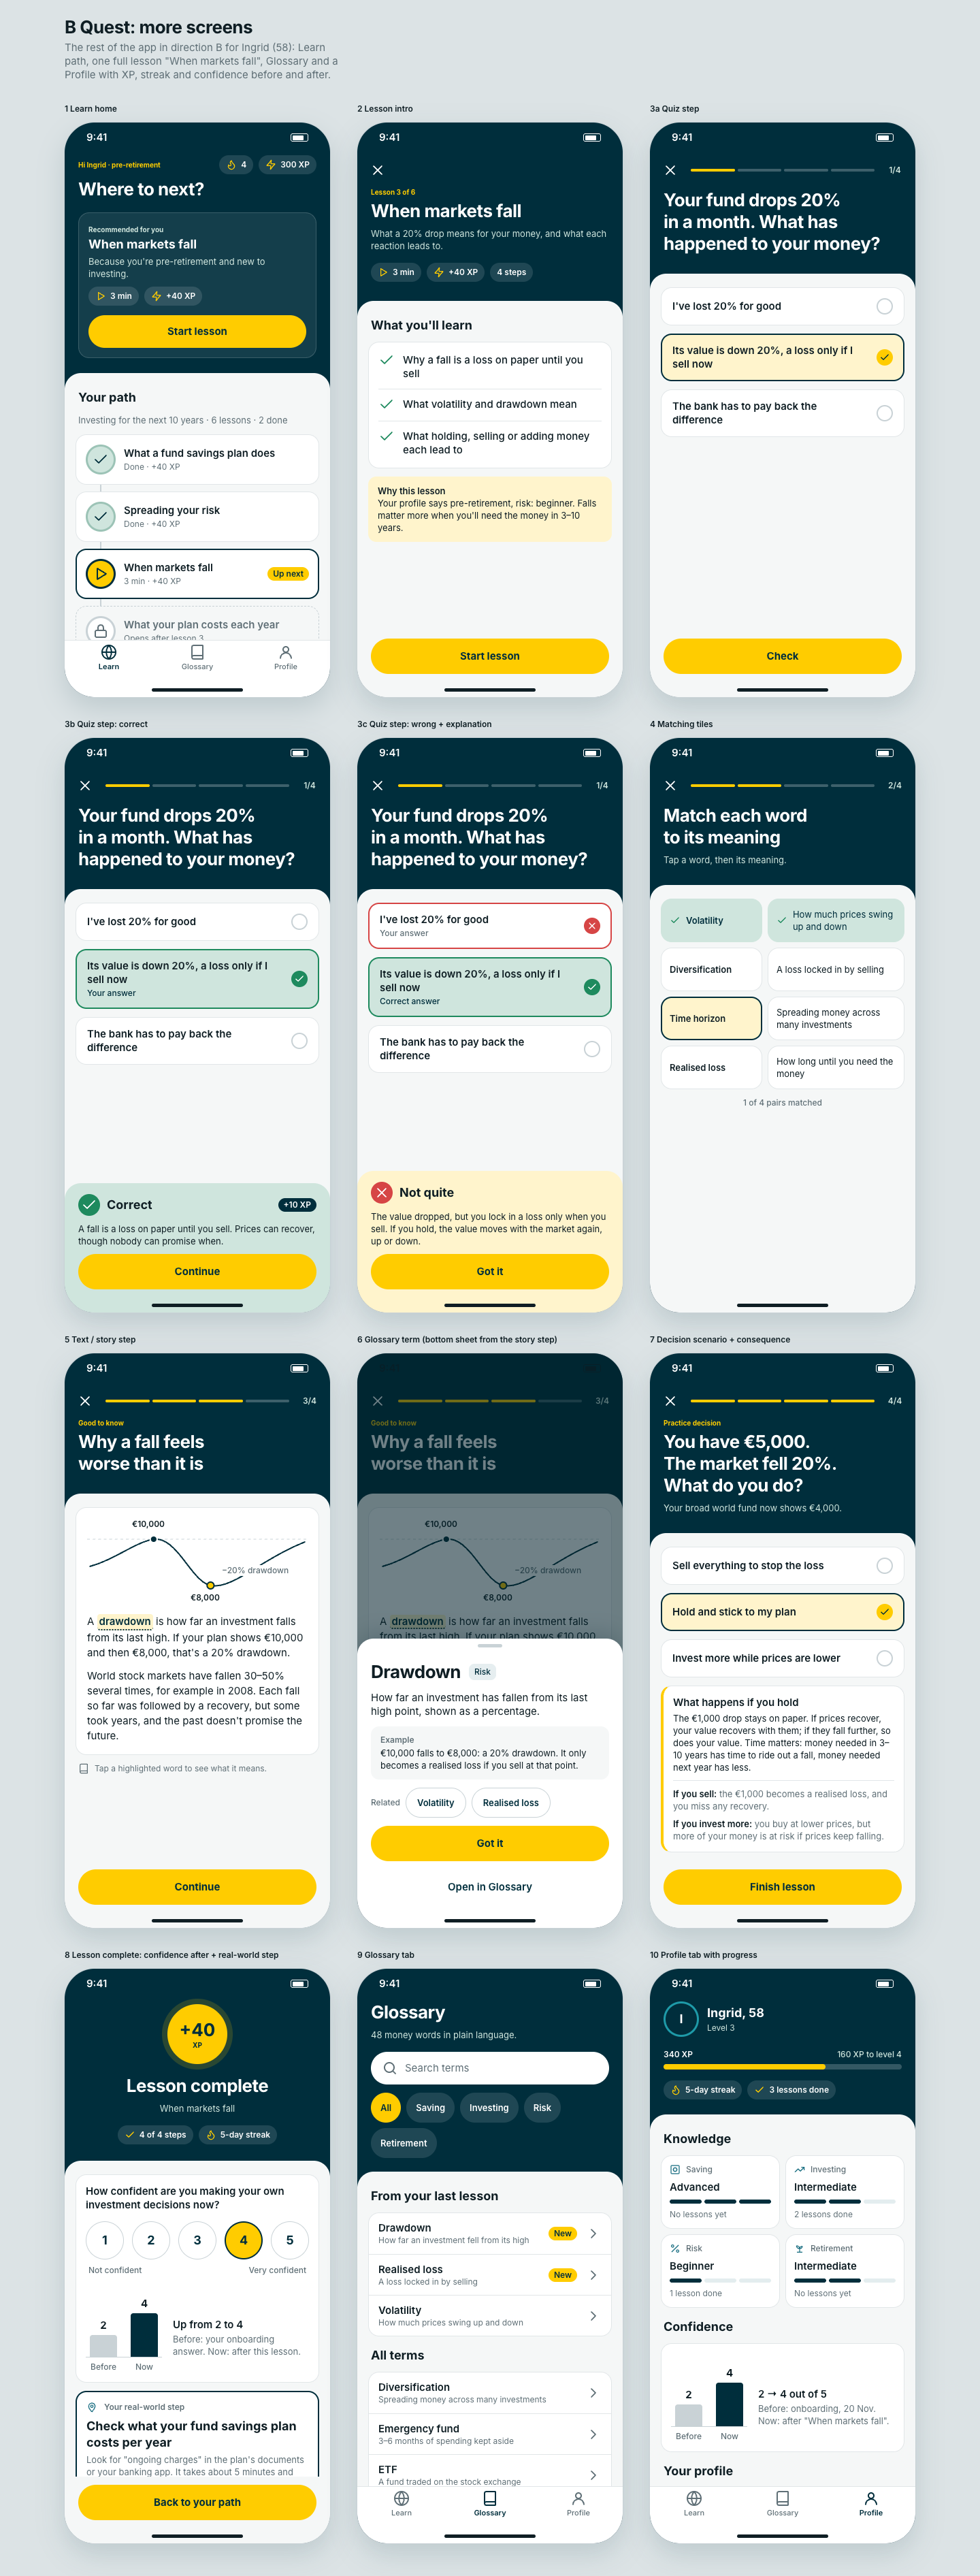 B Quest: more screens
The rest of the app in direction B for Ingrid (58): Learn
path, one full lesson "When markets fall", Glossary and a
Profile with XP, streak and confidence before and after.
1 Learn home
9:41
Hi Ingrid · pre-retirement
4
300 XP
Where to next?
Recommended for you
When markets fall
Because you're pre-retirement and new to
investing.
3 min
+40 XP
Start lesson
Your path
Investing for the next 10 years · 6 lessons · 2 done
What a fund savings plan does
Done · +40 XP
Spreading your risk
Done · +40 XP
When markets fall
3 min · +40 XP
Up next
What your plan costs each year
Opens after lesson 3
Learn
Glossary
Profile
2 Lesson intro
9:41
Lesson 3 of 6
When markets fall
What a 20% drop means for your money, and what each
reaction leads to.
3 min
+40 XP
4 steps
What you'll learn
Why a fall is a loss on paper until you
sell
What volatility and drawdown mean
What holding, selling or adding money
each lead to
Why this lesson
Your profile says pre-retirement, risk: beginner. Falls
matter more when you'll need the money in 3–10
years.
Start lesson
3a Quiz step
9:41
1/4
Your fund drops 20%
in a month. What has
happened to your money?
I've lost 20% for good
Its value is down 20%, a loss only if I
sell now
The bank has to pay back the
difference
Check
3b Quiz step: correct
9:41
1/4
Your fund drops 20%
in a month. What has
happened to your money?
I've lost 20% for good
Its value is down 20%, a loss only if I
sell now
Your answer
The bank has to pay back the
difference
Correct
+10 XP
A fall is a loss on paper until you sell. Prices can recover,
though nobody can promise when.
Continue
3c Quiz step: wrong + explanation
9:41
1/4
Your fund drops 20%
in a month. What has
happened to your money?
I've lost 20% for good
Your answer
Its value is down 20%, a loss only if I
sell now
Correct answer
The bank has to pay back the
difference
Not quite
The value dropped, but you lock in a loss only when you
sell. If you hold, the value moves with the market again,
up or down.
Got it
4 Matching tiles
9:41
2/4
Match each word
to its meaning
Tap a word, then its meaning.
Volatility
How much prices swing
up and down
Diversification
A loss locked in by selling
Time horizon
Spreading money across
many investments
Realised loss
How long until you need the
money
1 of 4 pairs matched
5 Text / story step
9:41
3/4
Good to know
Why a fall feels
worse than it is
€10,000
−20% drawdown
€8,000
A drawdown is how far an investment falls
from its last high. If your plan shows €10,000
and then €8,000, that's a 20% drawdown.
World stock markets have fallen 30–50%
several times, for example in 2008. Each fall
so far was followed by a recovery, but some
took years, and the past doesn't promise the
future.
Tap a highlighted word to see what it means.
Continue
6 Glossary term (bottom sheet from the story step)
3/4
Good to know
Why a fall feels
worse than it is
€10,000
−20% drawdown
€8,000
A drawdown is how far an investment falls
from its last high. If your plan shows €10,000
Drawdown
Risk
How far an investment has fallen from its last
high point, shown as a percentage.
Example
€10,000 falls to €8,000: a 20% drawdown. It only
becomes a realised loss if you sell at that point.
Related
Volatility
Realised loss
Got it
Open in Glossary
7 Decision scenario + consequence
9:41
4/4
Practice decision
You have €5,000.
The market fell 20%.
What do you do?
Your broad world fund now shows €4,000.
Sell everything to stop the loss
Hold and stick to my plan
Invest more while prices are lower
What happens if you hold
The €1,000 drop stays on paper. If prices recover,
your value recovers with them; if they fall further, so
does your value. Time matters: money needed in 3–
10 years has time to ride out a fall, money needed
next year has less.
If you sell: the €1,000 becomes a realised loss, and
you miss any recovery.
If you invest more: you buy at lower prices, but
more of your money is at risk if prices keep falling.
Finish lesson
8 Lesson complete: confidence after + real-world step
9:41
+40
XP
Lesson complete
When markets fall
4 of 4 steps
5-day streak
How confident are you making your own
investment decisions now?
1
2
3
4
5
Not confident
Very confident
2
4
Before
Now
Up from 2 to 4
Before: your onboarding
answer. Now: after this lesson.
Your real-world step
Check what your fund savings plan
costs per year
Look for "ongoing charges" in the plan's documents
or your banking app. It takes about 5 minutes and
Back to your path
9 Glossary tab
9:41
Glossary
48 money words in plain language.
Search terms
All
Saving
Investing
Risk
Retirement
From your last lesson
Drawdown
How far an investment fell from its high
New
Realised loss
A loss locked in by selling
New
Volatility
How much prices swing up and down
All terms
Diversification
Spreading money across many investments
Emergency fund
3–6 months of spending kept aside
ETF
A fund traded on the stock exchange
Learn
Glossary
Profile
10 Profile tab with progress
9:41
I
Ingrid, 58
Level 3
340 XP
160 XP to level 4
5-day streak
3 lessons done
Knowledge
Saving
Advanced
No lessons yet
Investing
Intermediate
2 lessons done
Risk
Beginner
1 lesson done
Retirement
Intermediate
No lessons yet
Confidence
2
4
Before
Now
2 → 4 out of 5
Before: onboarding, 20 Nov.
Now: after "When markets fall".
Your profile
Learn
Glossary
Profile